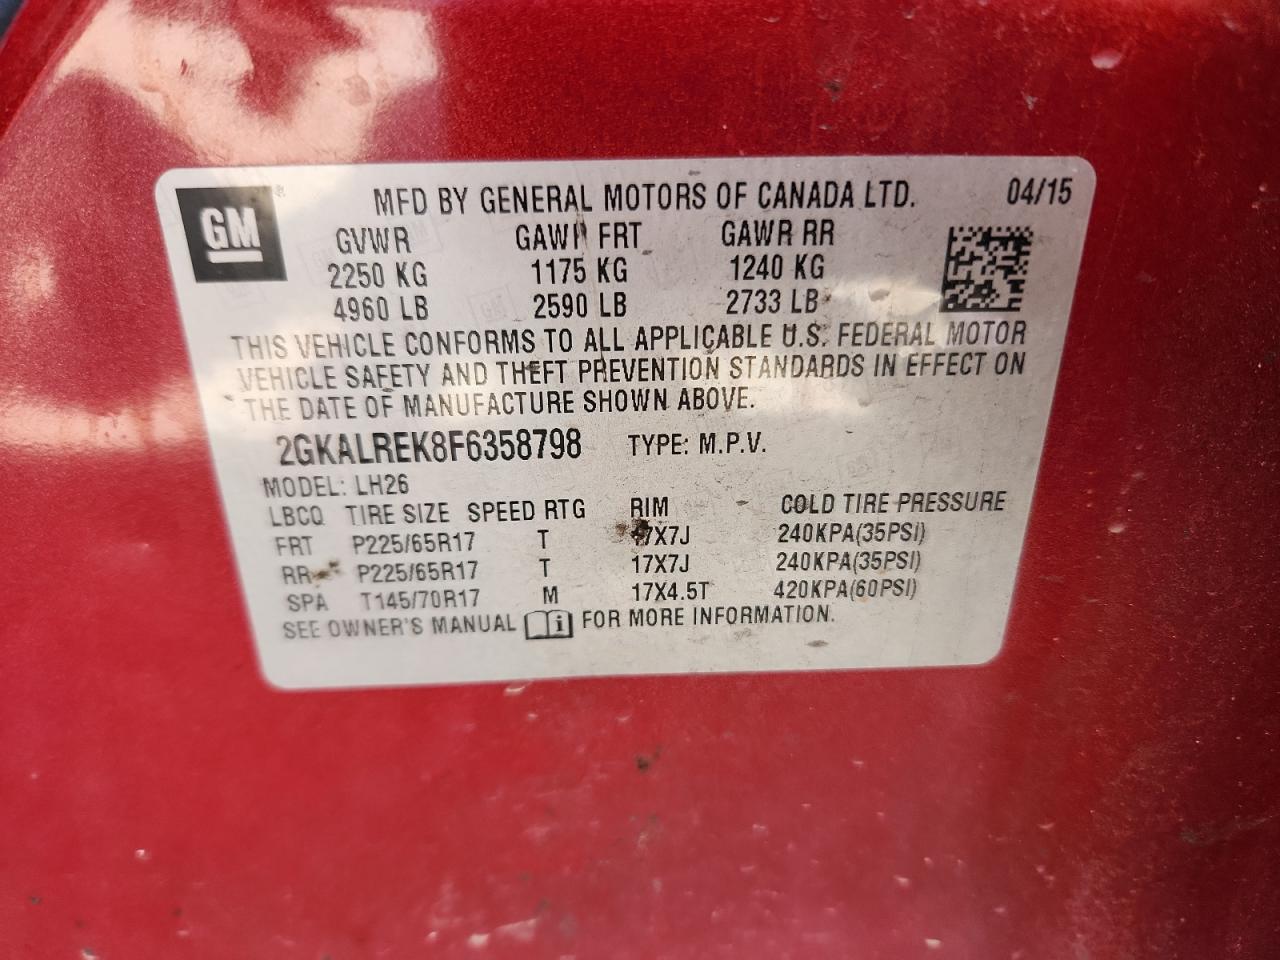 GM
MFD BY GENERAL MOTORS OF CANADA LTD. 04/15
GVWR GAWR FRT GAWR RR
2250 KG 1175 KG 1240 KG
4960 LB 2590 LB 2733 LB
THIS VEHICLE CONFORMS TO ALL APPLICABLE U.S. FEDERAL MOTOR
VEHICLE SAFETY AND THEFT PREVENTION STANDARDS IN EFFECT ON
THE DATE OF MANUFACTURE SHOWN ABOVE.
2GKALREK8F6358798 TYPE: M.P.V.
MODEL: LH26
LBCQ TIRE SIZE SPEED RTG RIM COLD TIRE PRESSURE
FRT P225/65R17 T 17X7J 240KPA(35PSI)
RR P225/65R17 T 17X7J 240KPA(35PSI)
SPA T145/70R17 M 17X4.5T 420KPA(60PSI)
SEE OWNER'S MANUAL i FOR MORE INFORMATION.